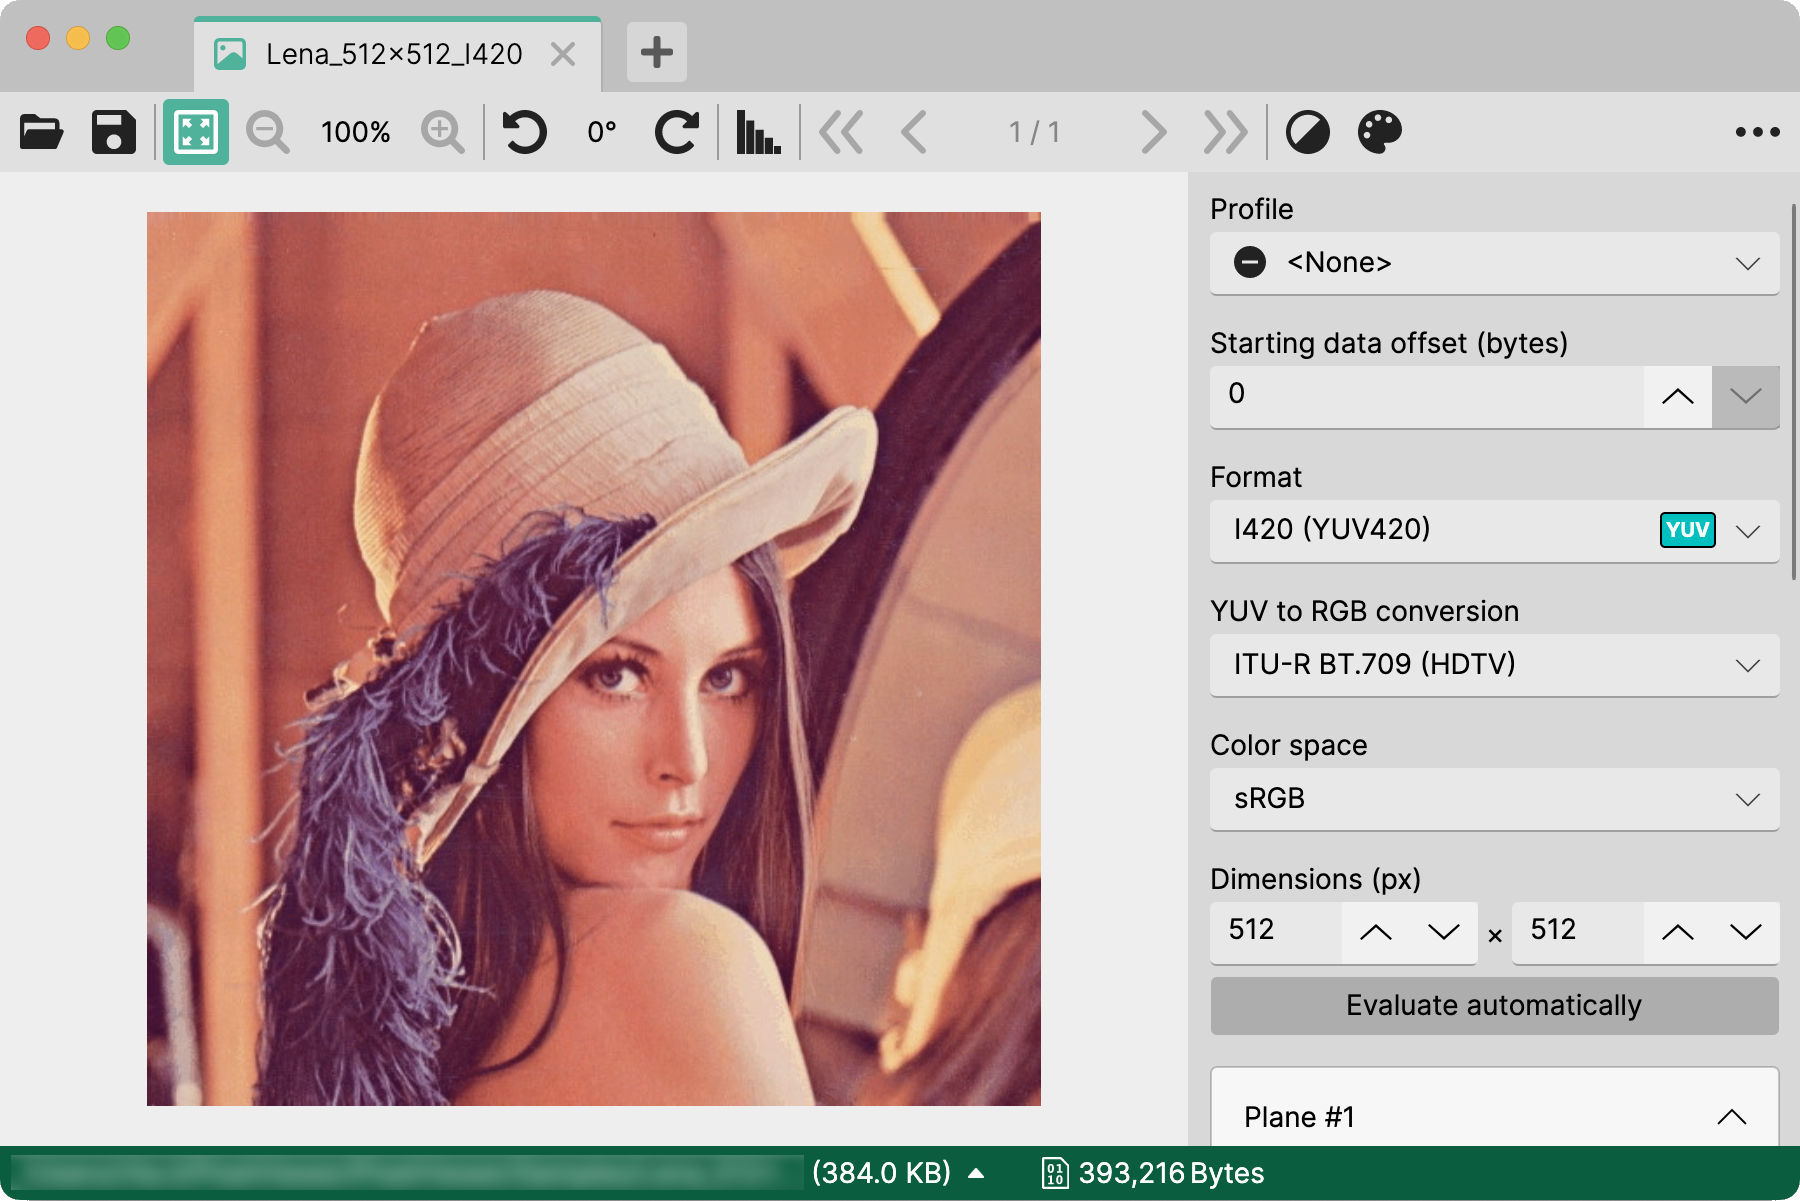 Lena_512×512_I420
100%
0°
1 / 1
Profile
<None>
Starting data offset (bytes)
0
Format
I420 (YUV420)
YUV
YUV to RGB conversion
ITU-R BT.709 (HDTV)
Color space
sRGB
Dimensions (px)
512 × 512
Evaluate automatically
Plane #1
(384.0 KB)
01
10
393,216 Bytes